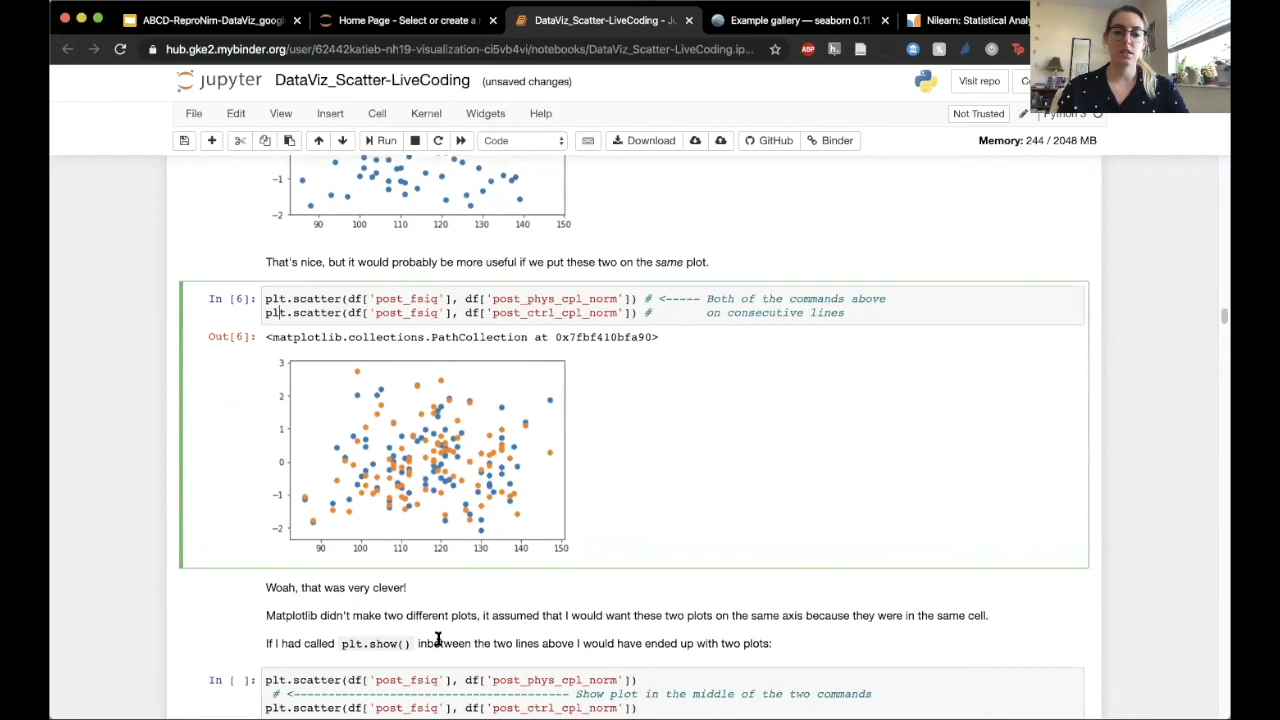 ABCD-ReproNim-DataViz_goog
Home Page - Select or create a
DataViz_Scatter-LiveCoding - Ju
Example gallery — seaborn 0.11.
Nilearn: Statistical Analy
hub.gke2.mybinder.org/user/62442katieb-nh19-visualization-ci5vb4vi/notebooks/DataViz_Scatter-LiveCoding.ip...
ABP
jupyter DataViz_Scatter-LiveCoding (unsaved changes)
Visit repo
File Edit View Insert Cell Kernel Widgets Help
Not Trusted
Run Code Download GitHub Binder Memory: 244 / 2048 MB
−1
−2
90 100 110 120 130 140 150
That's nice, but it would probably be more useful if we put these two on the same plot.
In [6]: plt.scatter(df['post_fsiq'], df['post_phys_cpl_norm']) # <----- Both of the commands above
plt.scatter(df['post_fsiq'], df['post_ctrl_cpl_norm']) # on consecutive lines
Out[6]: <matplotlib.collections.PathCollection at 0x7fbf410bfa90>
3
2
1
0
−1
−2
90 100 110 120 130 140 150
Woah, that was very clever!
Matplotlib didn't make two different plots, it assumed that I would want these two plots on the same axis because they were in the same cell.
If I had called plt.show() inbetween the two lines above I would have ended up with two plots:
In [ ]: plt.scatter(df['post_fsiq'], df['post_phys_cpl_norm'])
# <--------------------------------------- Show plot in the middle of the two commands
plt.scatter(df['post_fsiq'], df['post_ctrl_cpl_norm'])